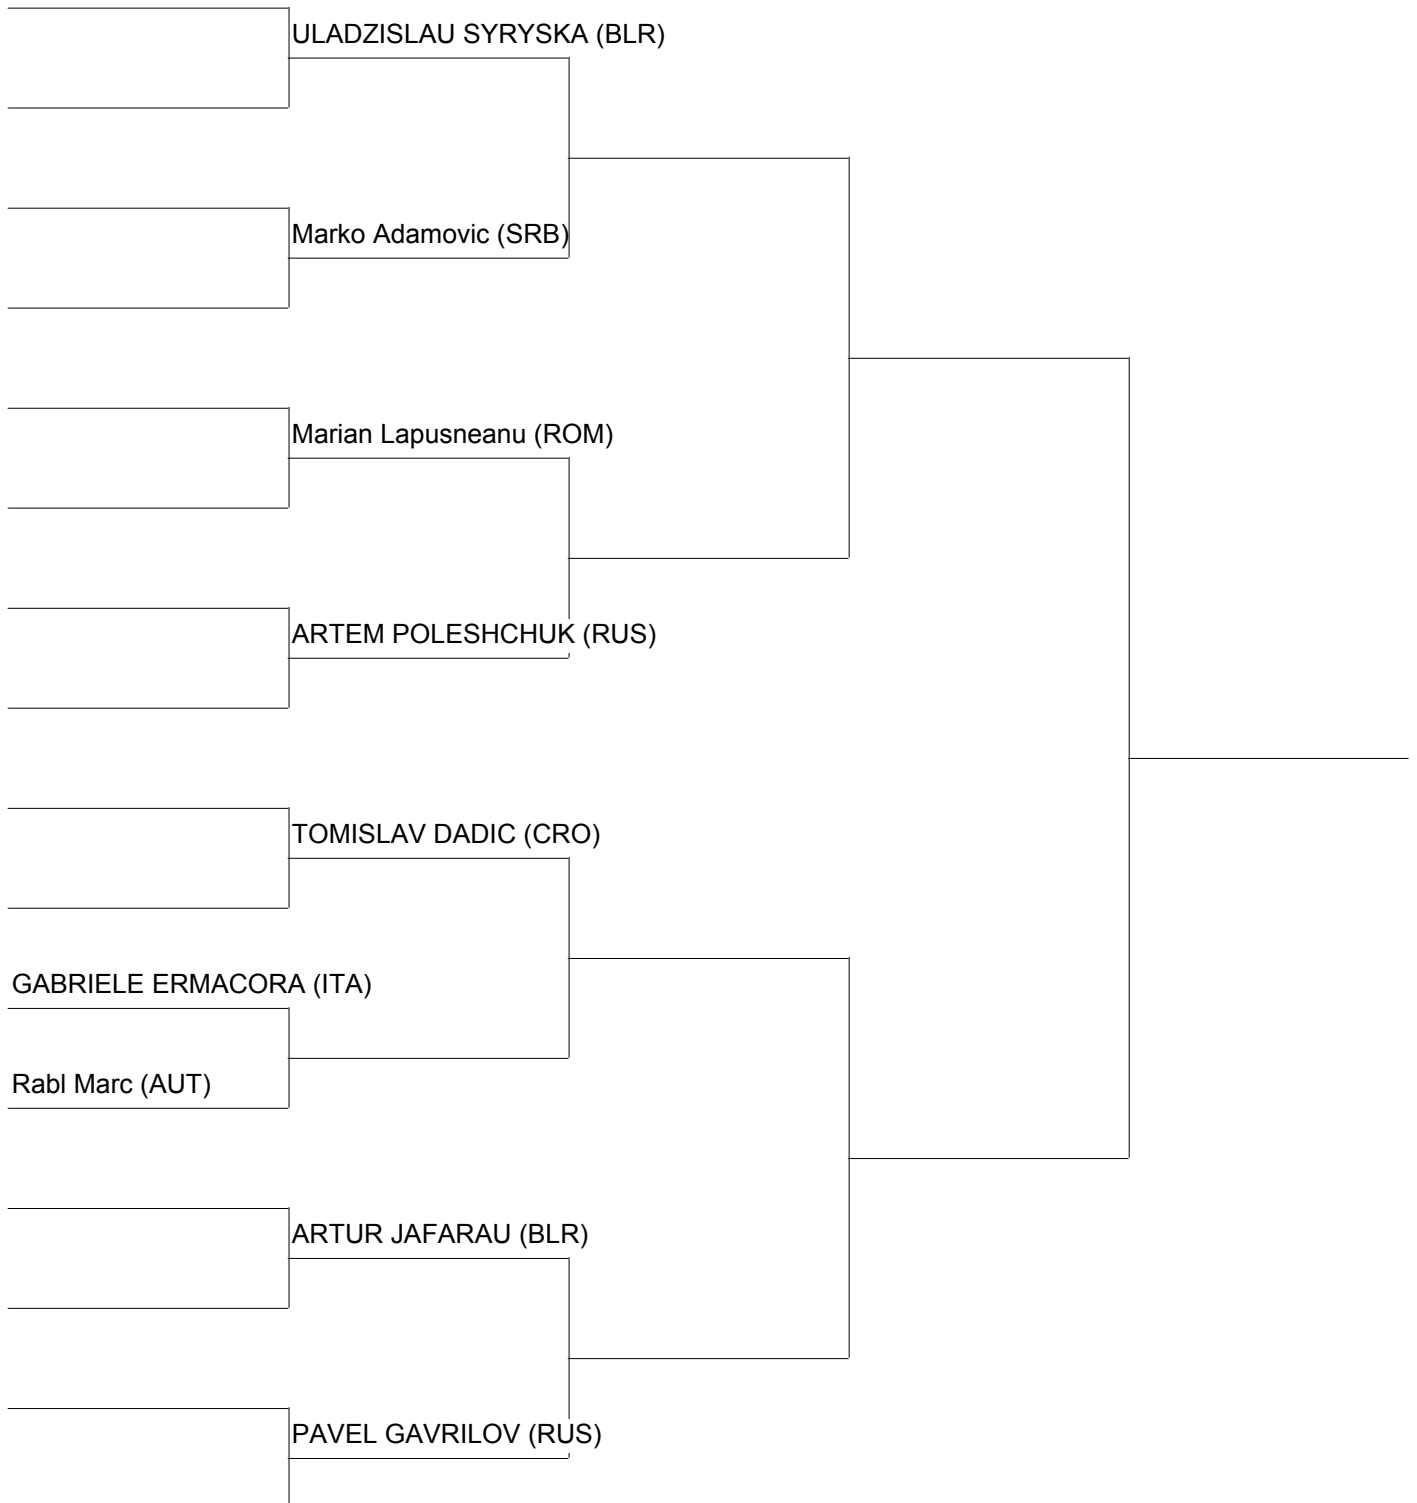 ULADZISLAU SYRYSKA (BLR)
Marko Adamovic (SRB)
Marian Lapusneanu (ROM)
ARTEM POLESHCHUK (RUS)
TOMISLAV DADIC (CRO)
GABRIELE ERMACORA (ITA)
Rabl Marc (AUT)
ARTUR JAFARAU (BLR)
PAVEL GAVRILOV (RUS)